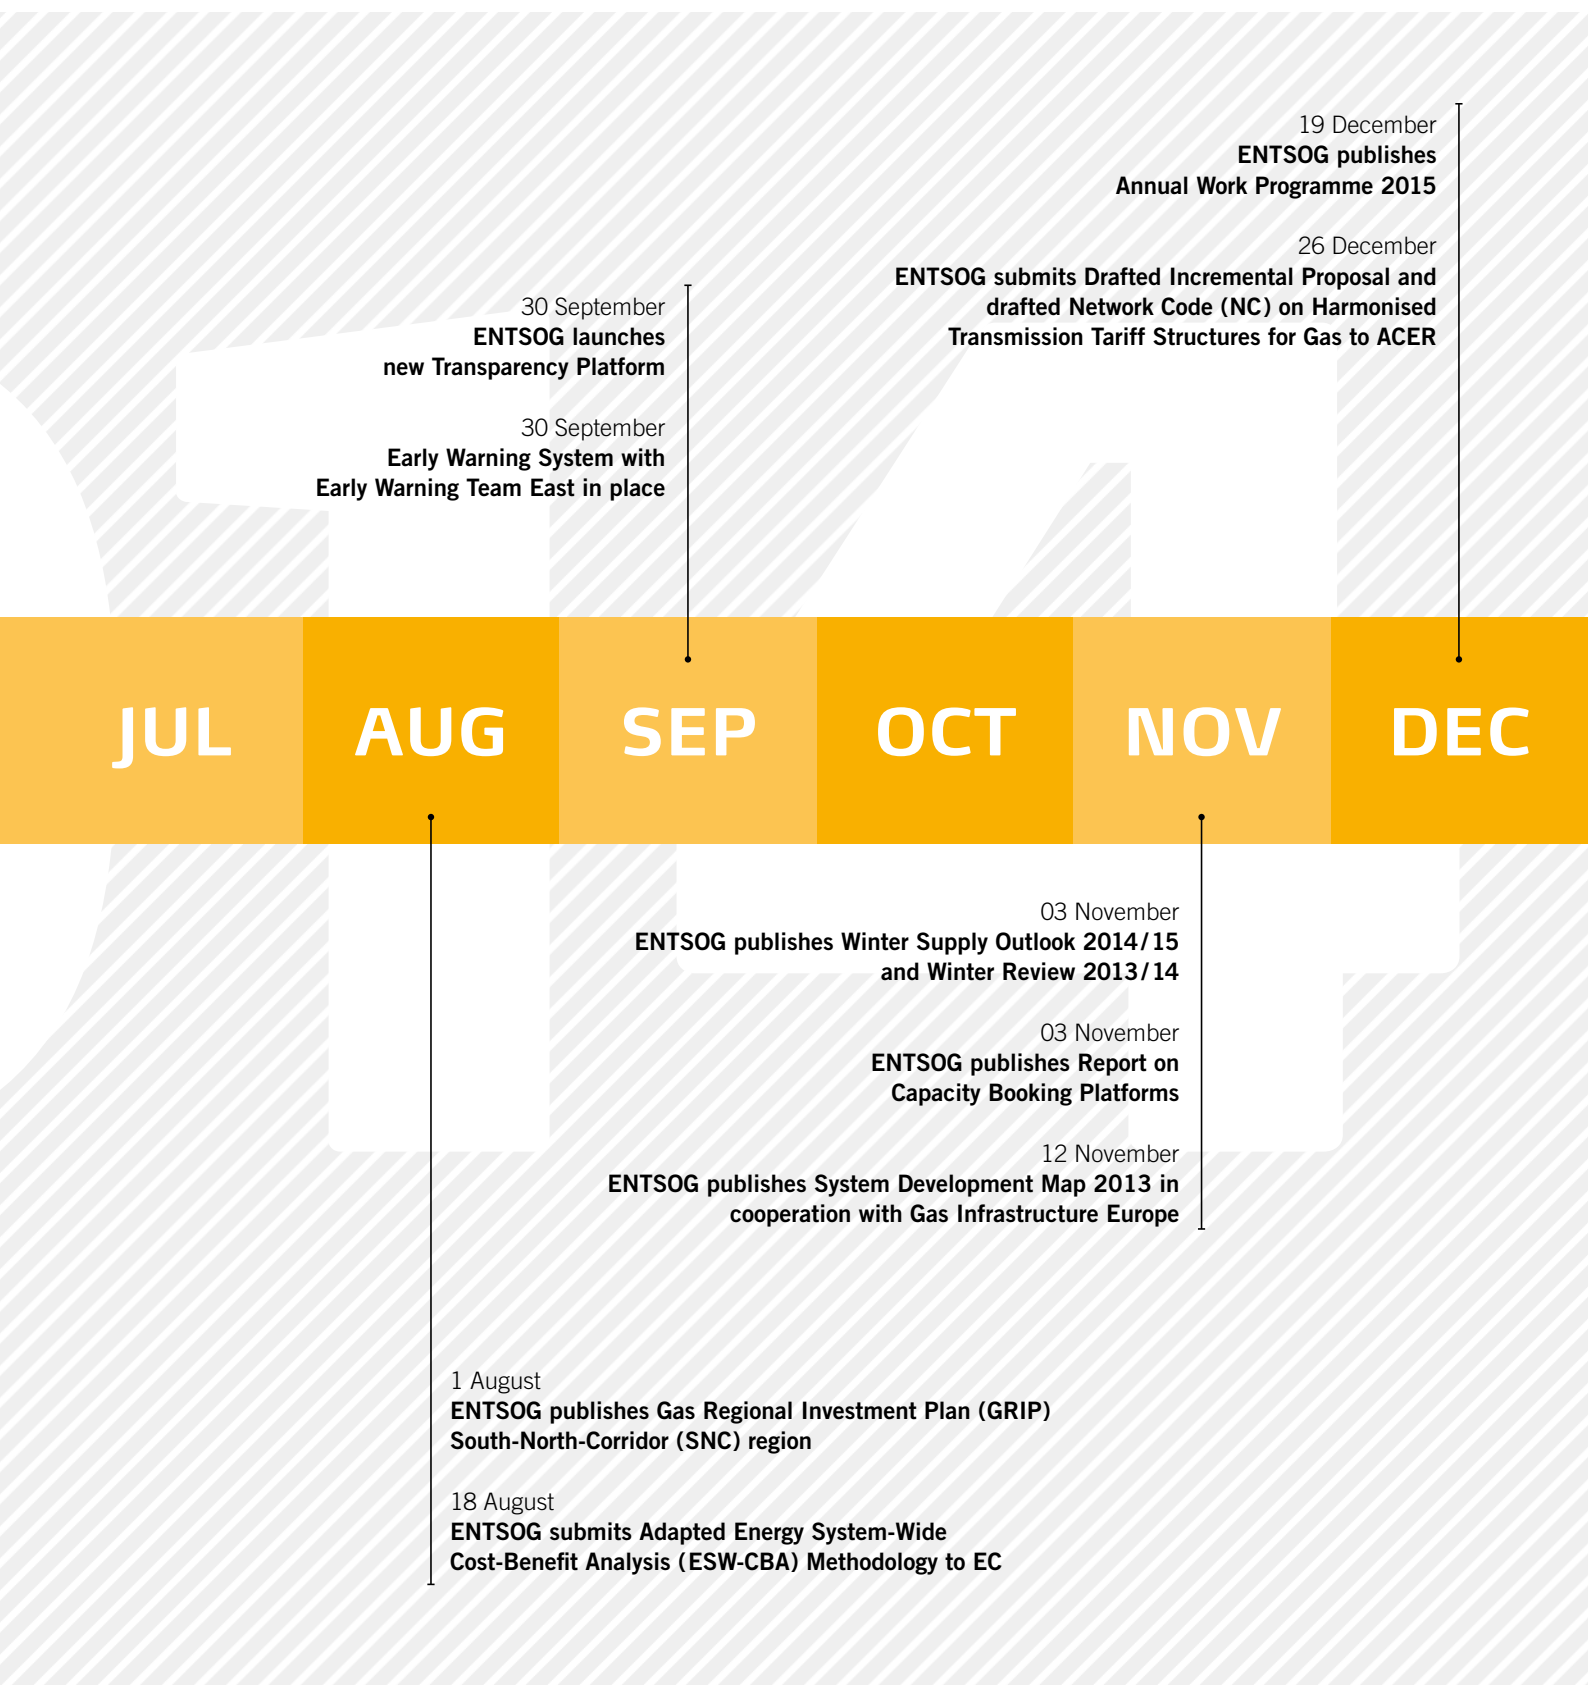 19 December
ENTSOG publishes
Annual Work Programme 2015
26 December
ENTSOG submits Drafted Incremental Proposal and
drafted Network Code (NC) on Harmonised
Transmission Tariff Structures for Gas to ACER
30 September
ENTSOG launches
new Transparency Platform
30 September
Early Warning System with
Early Warning Team East in place
JUL AUG SEP OCT NOV DEC
03 November
ENTSOG publishes Winter Supply Outlook 2014/15
and Winter Review 2013/14
03 November
ENTSOG publishes Report on
Capacity Booking Platforms
12 November
ENTSOG publishes System Development Map 2013 in
cooperation with Gas Infrastructure Europe
1 August
ENTSOG publishes Gas Regional Investment Plan (GRIP)
South-North-Corridor (SNC) region
18 August
ENTSOG submits Adapted Energy System-Wide
Cost-Benefit Analysis (ESW-CBA) Methodology to EC
014